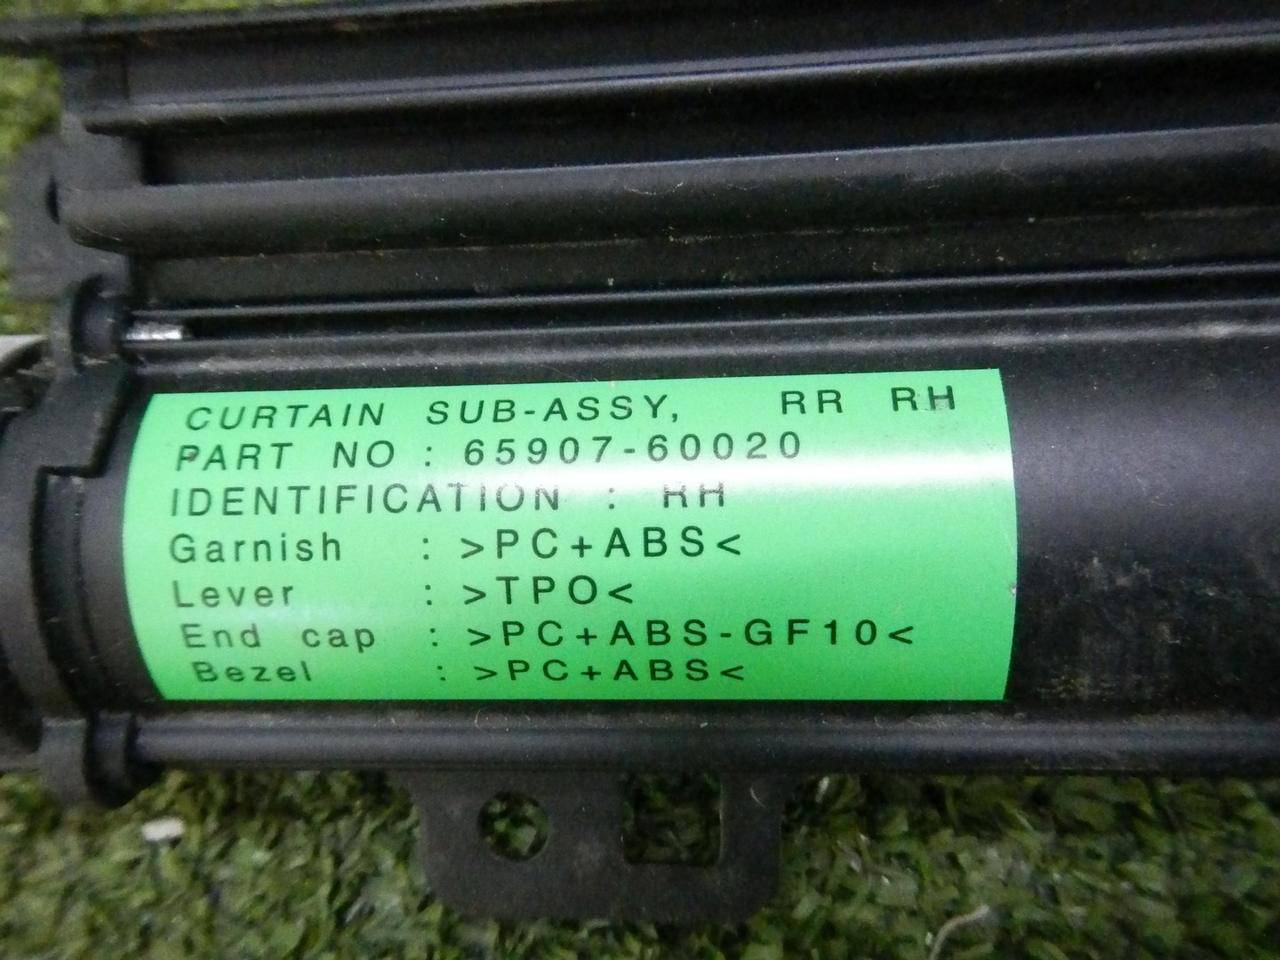 CURTAIN SUB-ASSY, RR RH
PART NO : 65907-60020
IDENTIFICATION : RH
Garnish : >PC+ABS<
Lever : >TPO<
End cap : >PC+ABS-GF10<
Bezel : >PC+ABS<